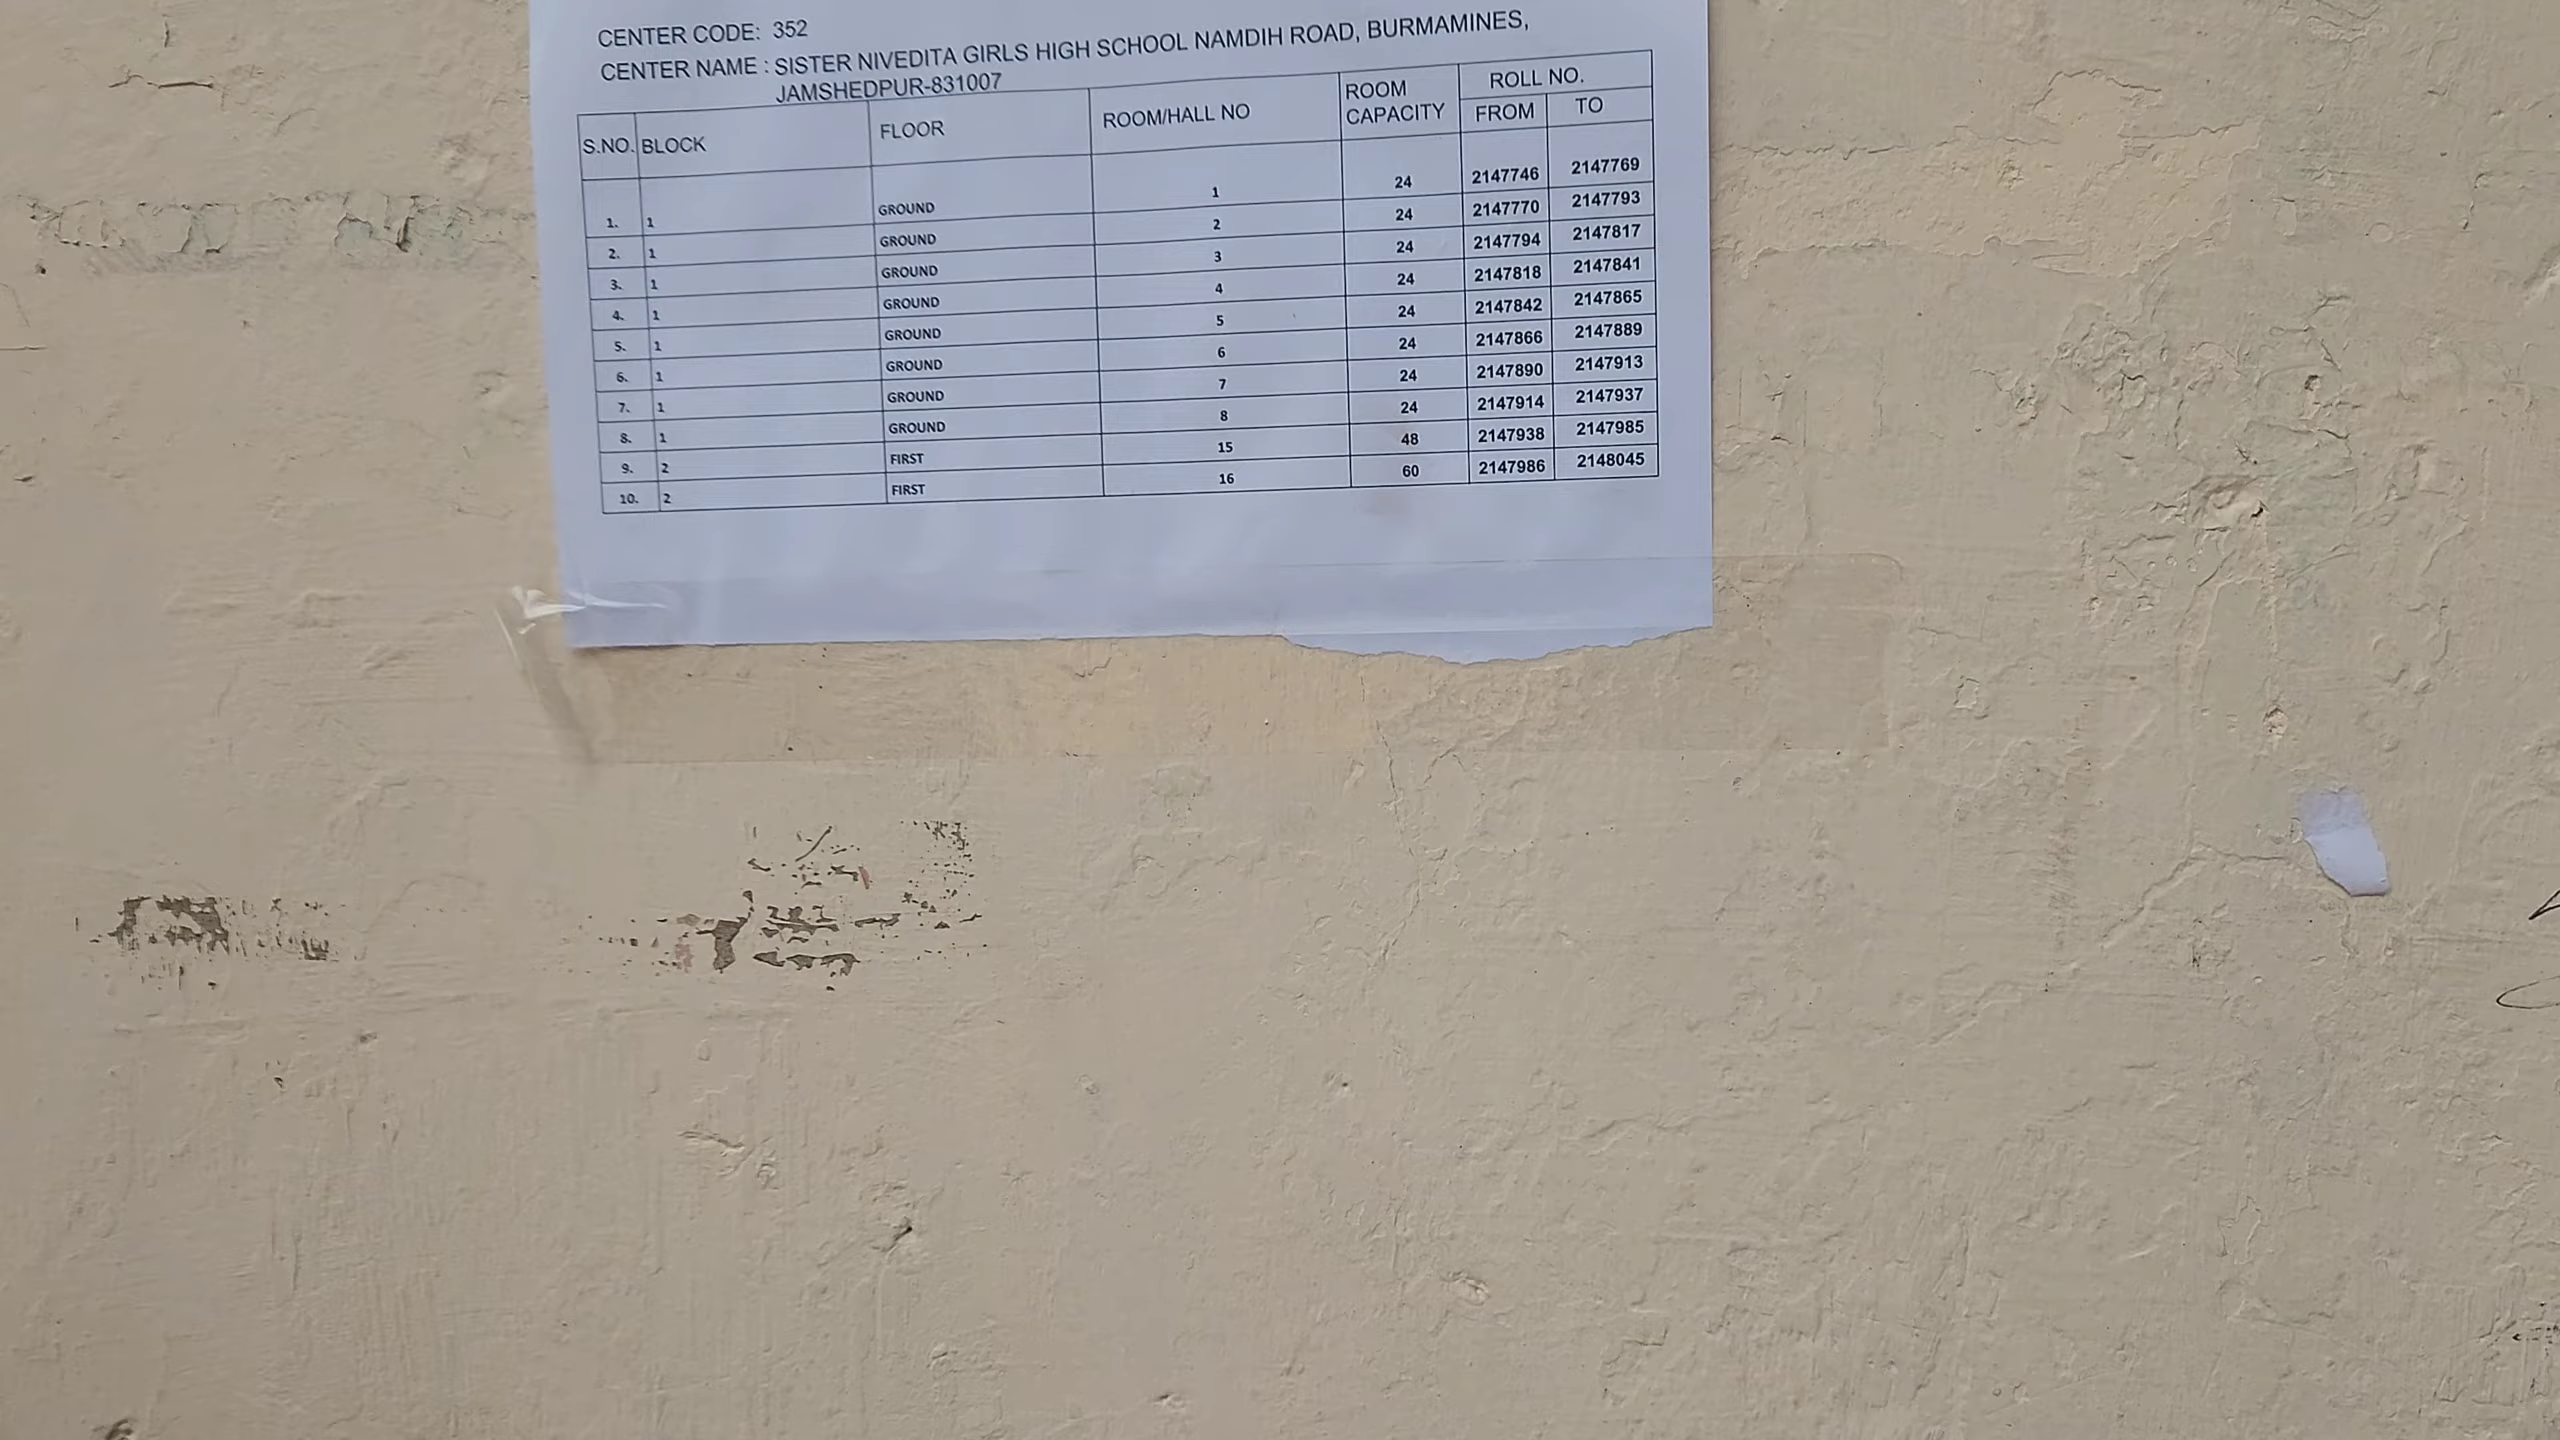 CENTER CODE: 352
CENTER NAME : SISTER NIVEDITA GIRLS HIGH SCHOOL NAMDIH ROAD, BURMAMINES,
JAMSHEDPUR-831007
S.NO. BLOCK FLOOR ROOM/HALL NO ROOM CAPACITY ROLL NO.
FROM TO
1. 1 GROUND 1 24 2147746 2147769
2. 1 GROUND 2 24 2147770 2147793
3. 1 GROUND 3 24 2147794 2147817
4. 1 GROUND 4 24 2147818 2147841
5. 1 GROUND 5 24 2147842 2147865
6. 1 GROUND 6 24 2147866 2147889
7. 1 GROUND 7 24 2147890 2147913
8. 1 GROUND 8 24 2147914 2147937
9. 2 FIRST 15 48 2147938 2147985
10. 2 FIRST 16 60 2147986 2148045